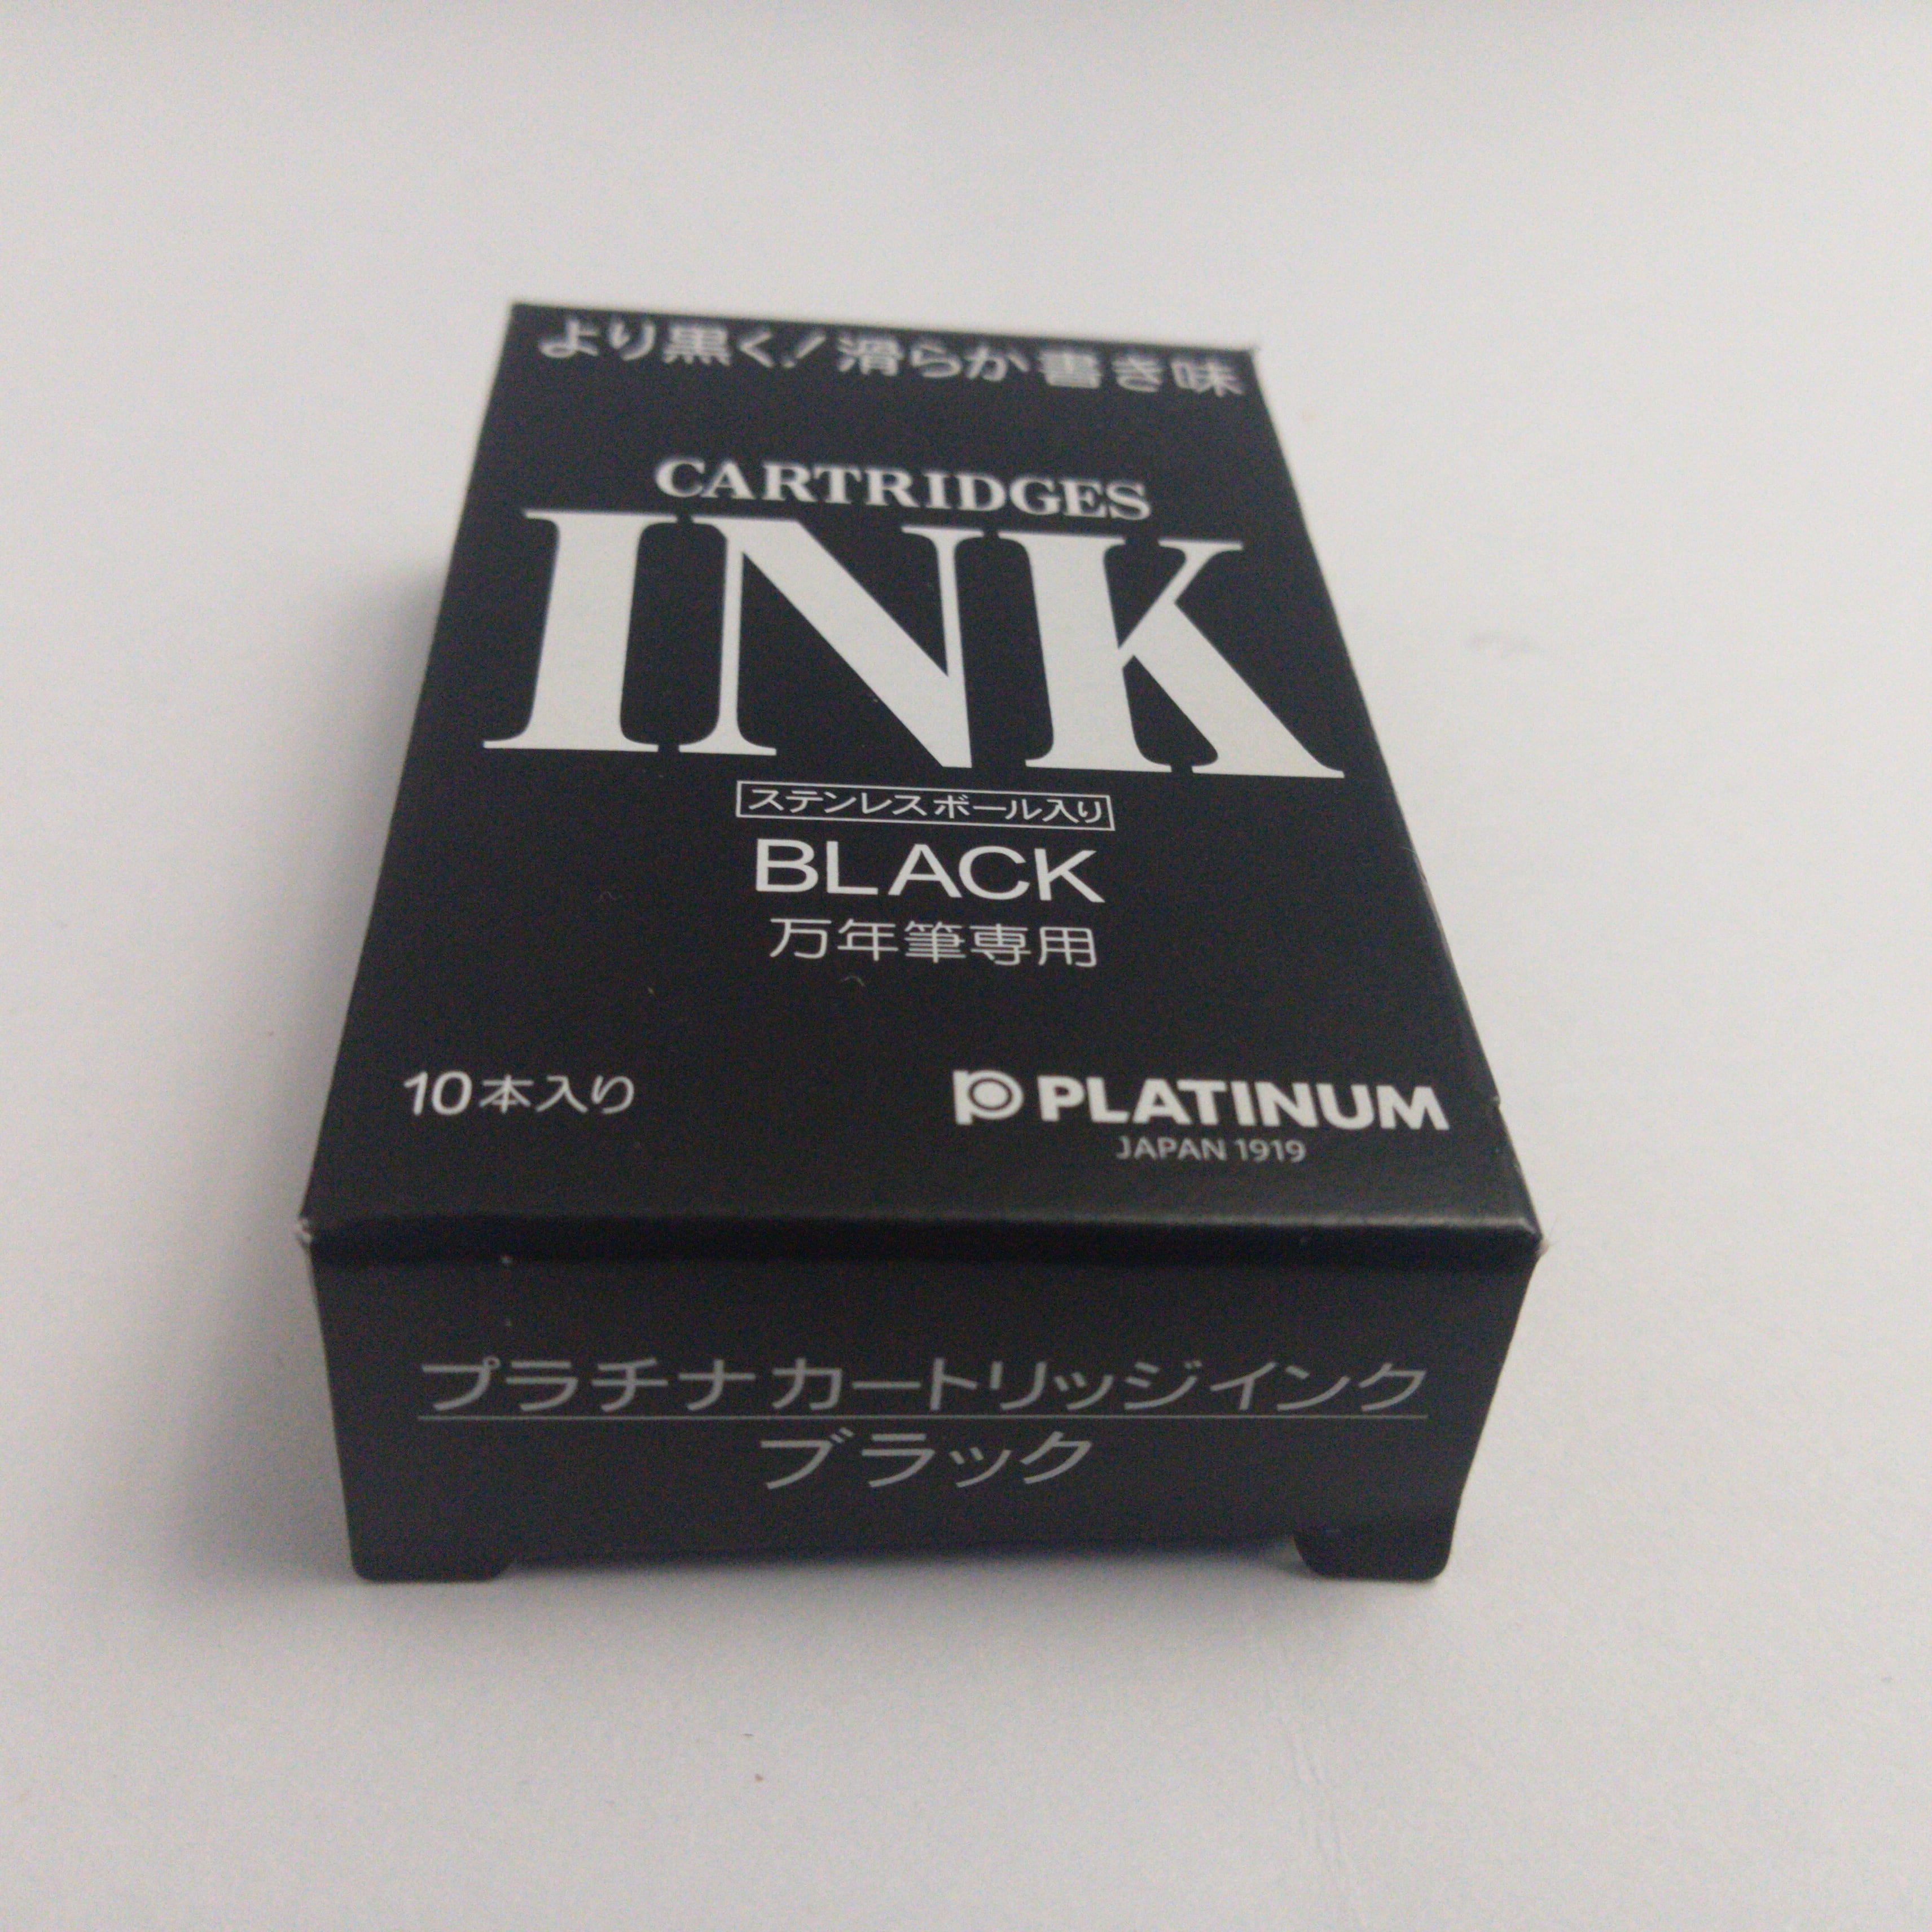 より黒く!滑らか書き味
CARTRIDGES
INK
ステンレスボール入り
BLACK
万年筆専用
10本入り
PLATINUM
JAPAN 1919
プラチナカートリッジインク
ブラック